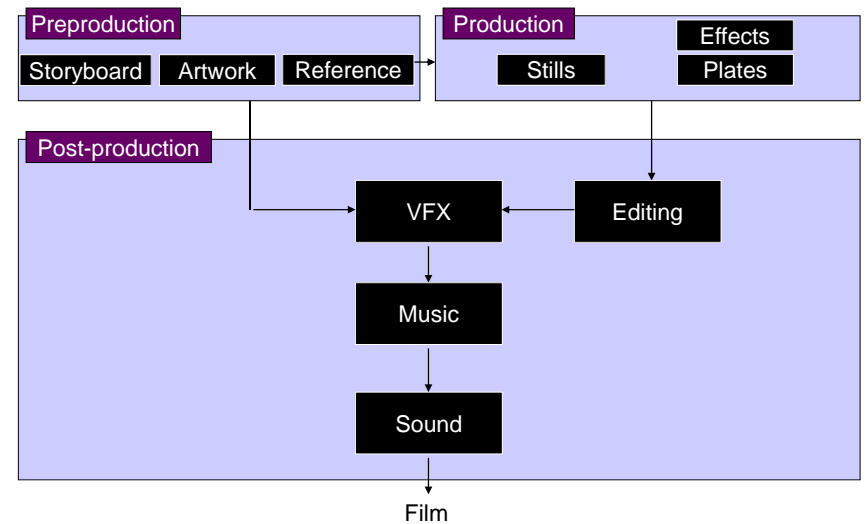 Preproduction
Storyboard
Artwork
Reference
Production
Effects
Stills
Plates
Post-production
VFX
Editing
Music
Sound
Film